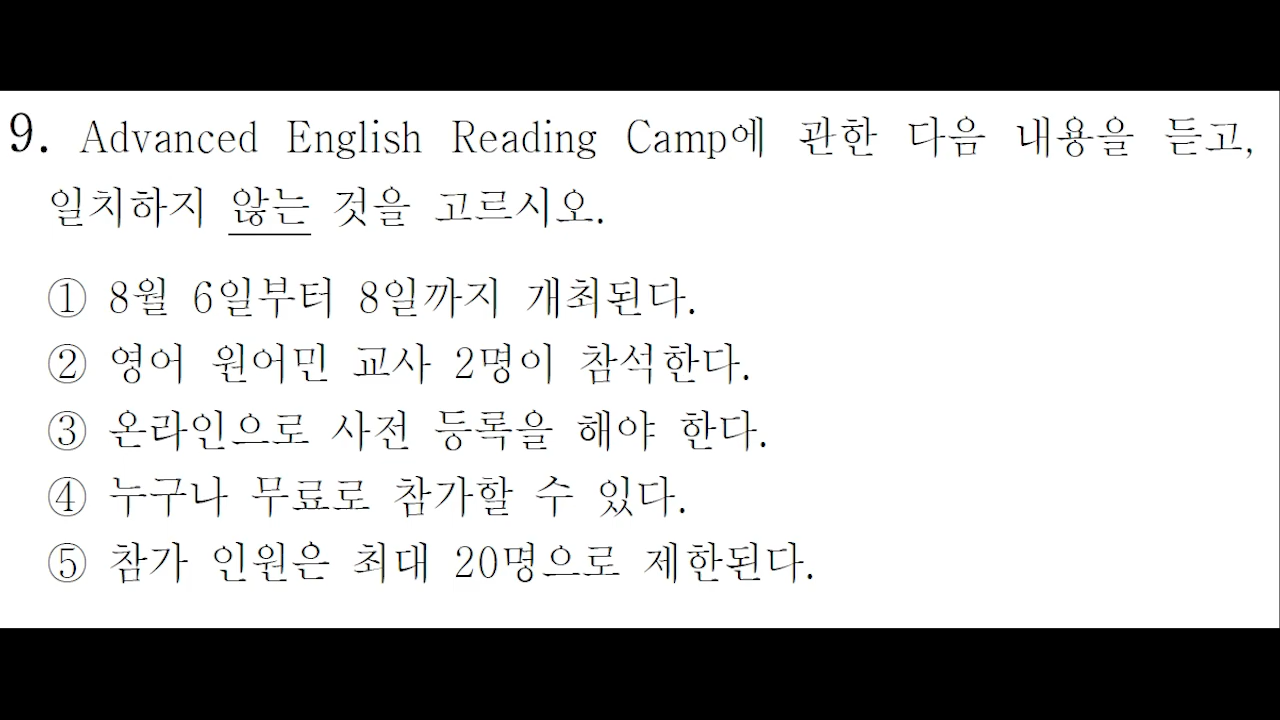 9. Advanced English Reading Camp에 관한 다음 내용을 듣고,
일치하지 않는 것을 고르시오.
① 8월 6일부터 8일까지 개최된다.
② 영어 원어민 교사 2명이 참석한다.
③ 온라인으로 사전 등록을 해야 한다.
④ 누구나 무료로 참가할 수 있다.
⑤ 참가 인원은 최대 20명으로 제한된다.